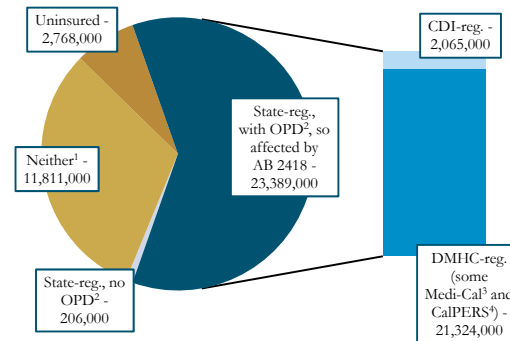 Uninsured -
2,768,000
CDI-reg. -
2,065,000
State-reg.,
with OPD², so
affected by
AB 2418 -
23,389,000
Neither¹ -
11,811,000
State-reg., no
OPD² -
206,000
DMHC-reg.
(some
Medi-Cal³ and
CalPERS⁴) -
21,324,000